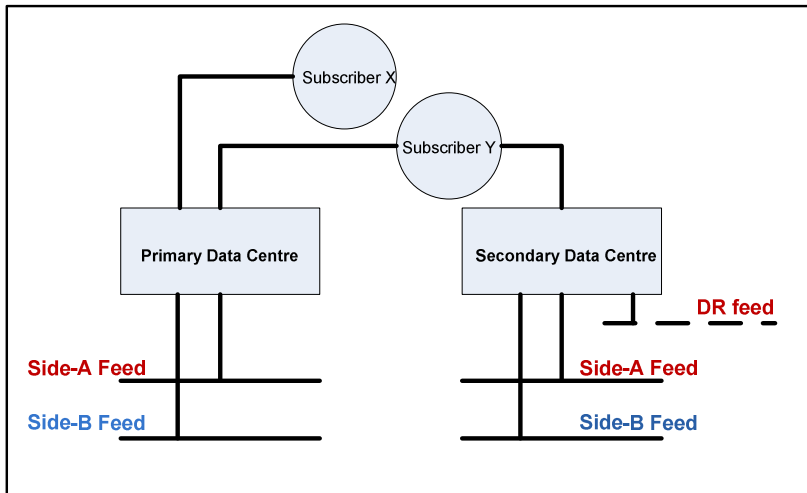 Subscriber X
Subscriber Y
Primary Data Centre
Secondary Data Centre
DR feed
Side-A Feed
Side-A Feed
Side-B Feed
Side-B Feed